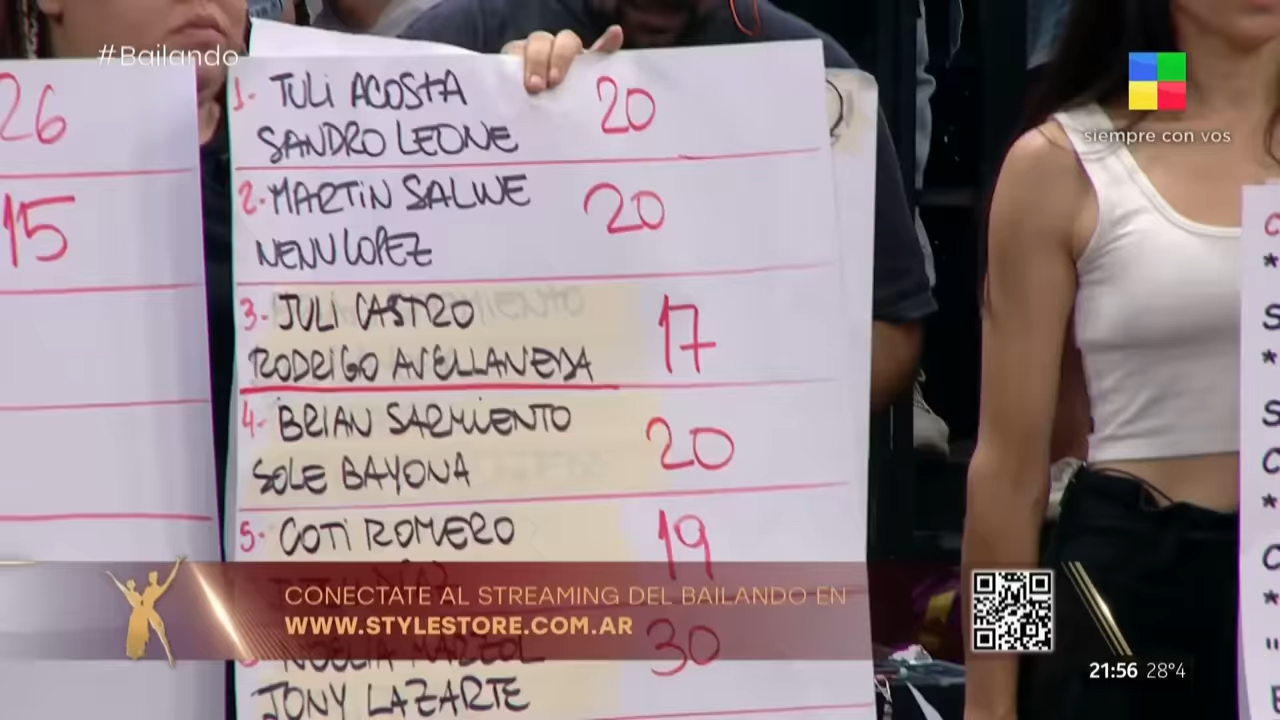 #Bailando
siempre con vos
26
15
1- TULI ACOSTA 20
SANDRO LEONE
2- MARTIN SALWE 20
NENU LOPEZ
3- JULI CASTRO 17
RODRIGO AVELLANEDA
4- BRIAN SARMIENTO 20
SOLE BAYONA
5- COTI ROMERO 19
NOELIA MARZOL 30
JONY LAZARTE
CONECTATE AL STREAMING DEL BAILANDO EN
WWW.STYLESTORE.COM.AR
21:56 28°4